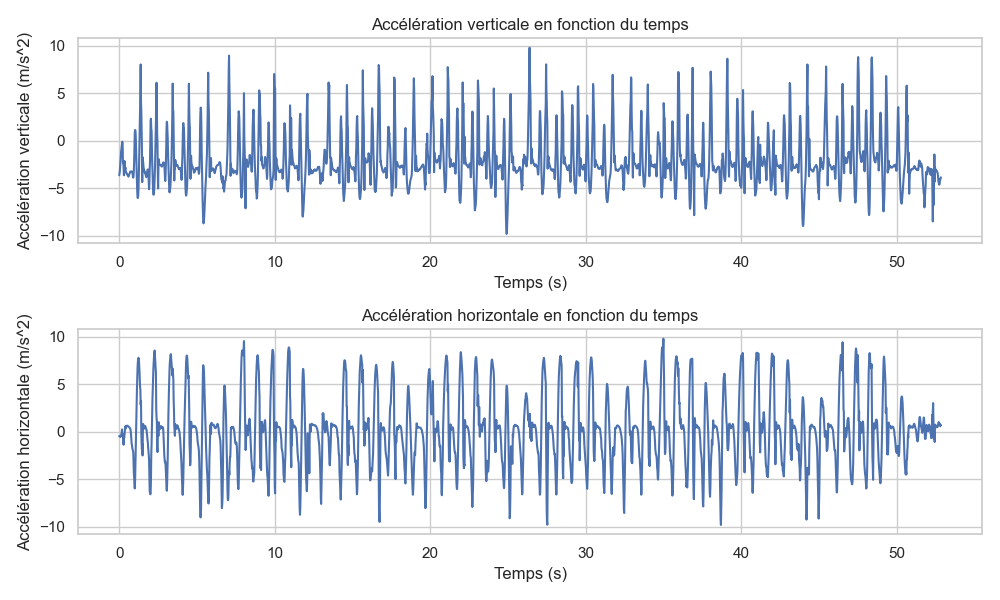 Accélération verticale en fonction du temps
Accélération verticale (m/s^2)
10
5
0
−5
−10
0 10 20 30 40 50
Temps (s)
Accélération horizontale en fonction du temps
Accélération horizontale (m/s^2)
10
5
0
−5
−10
0 10 20 30 40 50
Temps (s)